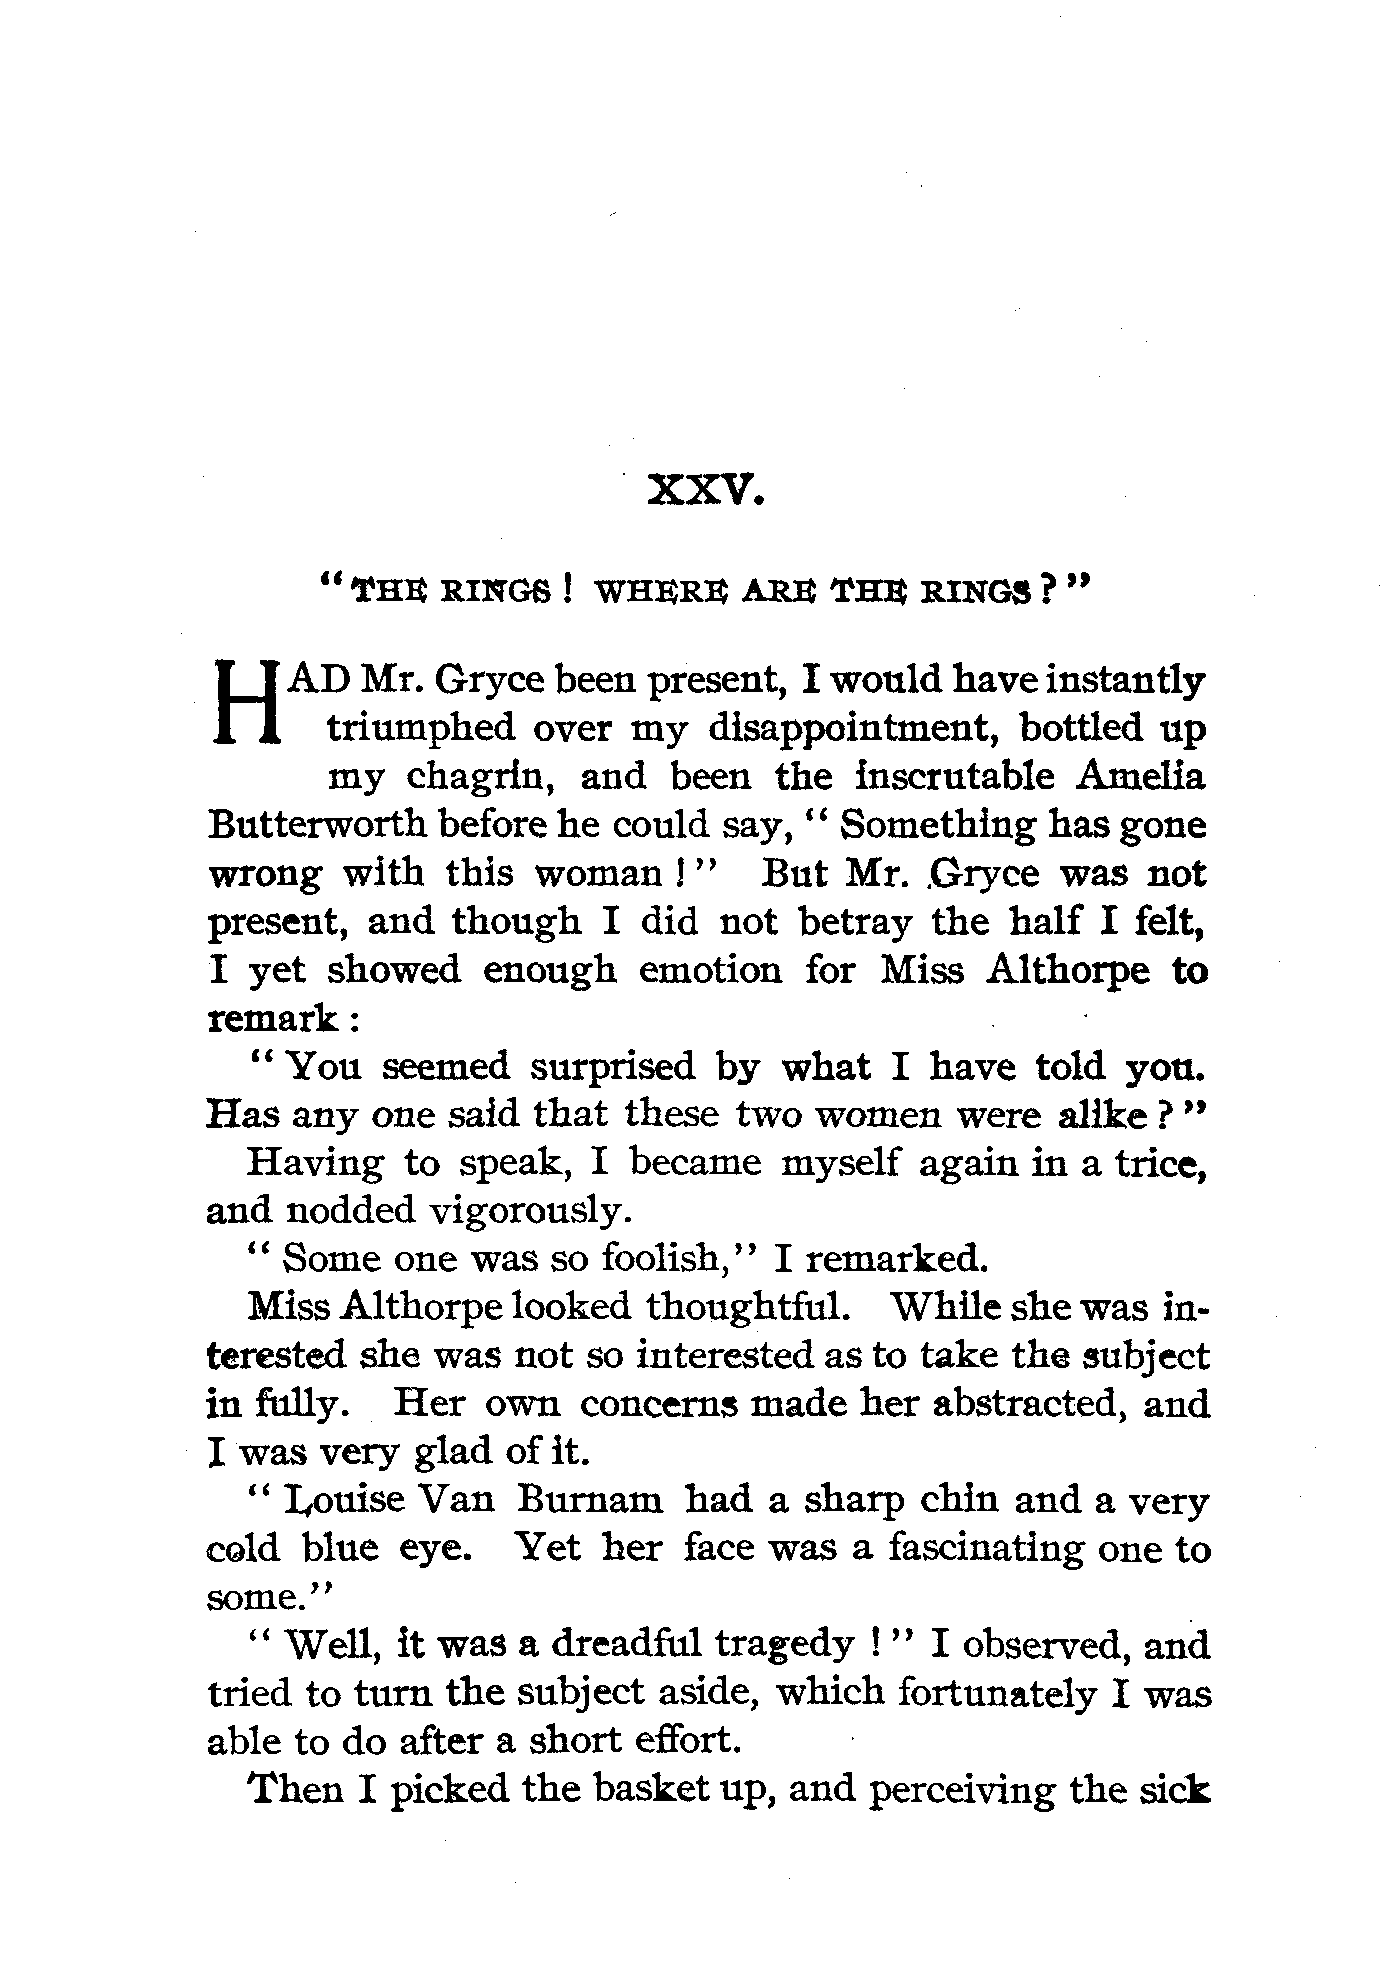 XXV.
"THE RINGS! WHERE ARE THE RINGS?"
HAD Mr. Gryce been present, I would have instantly
triumphed over my disappointment, bottled up
my chagrin, and been the inscrutable Amelia
Butterworth before he could say, "Something has gone
wrong with this woman!" But Mr. Gryce was not
present, and though I did not betray the half I felt,
I yet showed enough emotion for Miss Althorpe to
remark:
"You seemed surprised by what I have told you.
Has any one said that these two women were alike?"
Having to speak, I became myself again in a trice,
and nodded vigorously.
"Some one was so foolish," I remarked.
Miss Althorpe looked thoughtful. While she was in-
terested she was not so interested as to take the subject
in fully. Her own concerns made her abstracted, and
I was very glad of it.
"Louise Van Burnam had a sharp chin and a very
cold blue eye. Yet her face was a fascinating one to
some."
"Well, it was a dreadful tragedy!" I observed, and
tried to turn the subject aside, which fortunately I was
able to do after a short effort.
Then I picked the basket up, and perceiving the sick